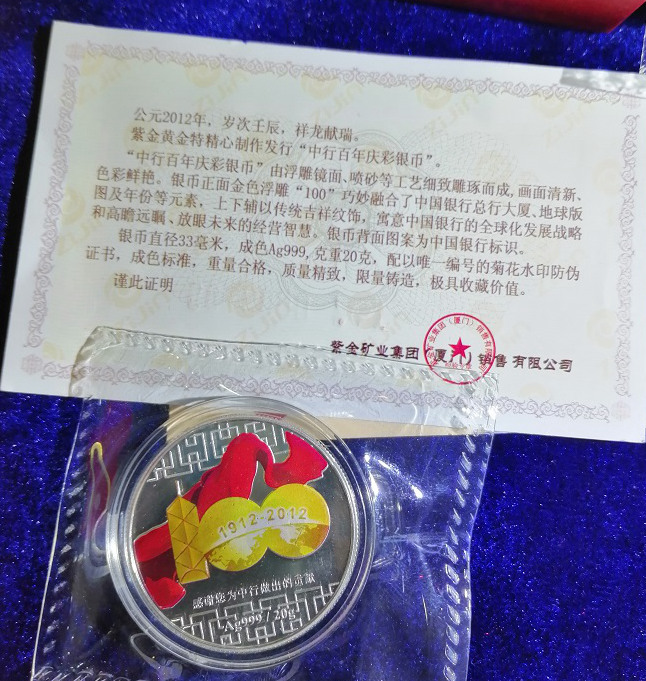 公元2012年，岁次壬辰，祥龙献瑞。
紫金黄金特精心制作发行“中行百年庆彩银币”。
“中行百年庆彩银币”由浮雕镜面、喷砂等工艺细致雕琢而成,画面清新、
色彩鲜艳。银币正面金色浮雕“100”巧妙融合了中国银行总行大厦、地球版
图及年份等元素，上下辅以传统吉祥纹饰，寓意中国银行的全球化发展战略
和高瞻远瞩、放眼未来的经营智慧。银币背面图案为中国银行标识。
银币直径33毫米，成色Ag999,克重20克，配以唯一编号的菊花水印防伪
证书，成色标准，重量合格，质量精致，限量铸造，极具收藏价值。
谨此证明
紫金矿业集团（厦门）销售有限公司
1912-2012
感谢您为中行做出的贡献
Ag999/20g